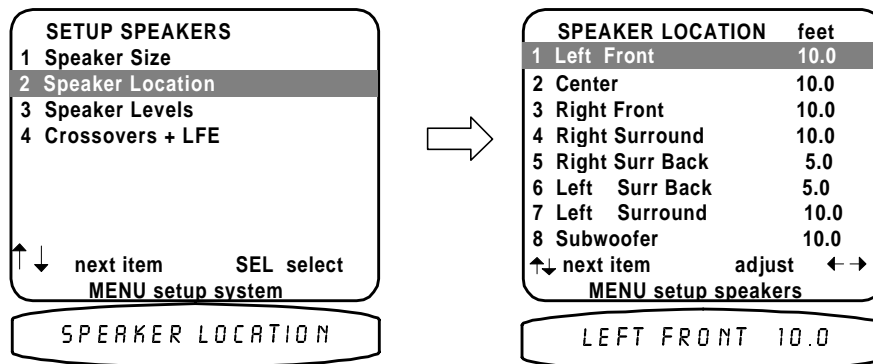 SETUP SPEAKERS
1 Speaker Size
2 Speaker Location
3 Speaker Levels
4 Crossovers + LFE
↑↓ next item SEL select
MENU setup system
SPEAKER LOCATION
SPEAKER LOCATION feet
1 Left Front 10.0
2 Center 10.0
3 Right Front 10.0
4 Right Surround 10.0
5 Right Surr Back 5.0
6 Left Surr Back 5.0
7 Left Surround 10.0
8 Subwoofer 10.0
↑↓ next item adjust ←→
MENU setup speakers
LEFT FRONT 10.0